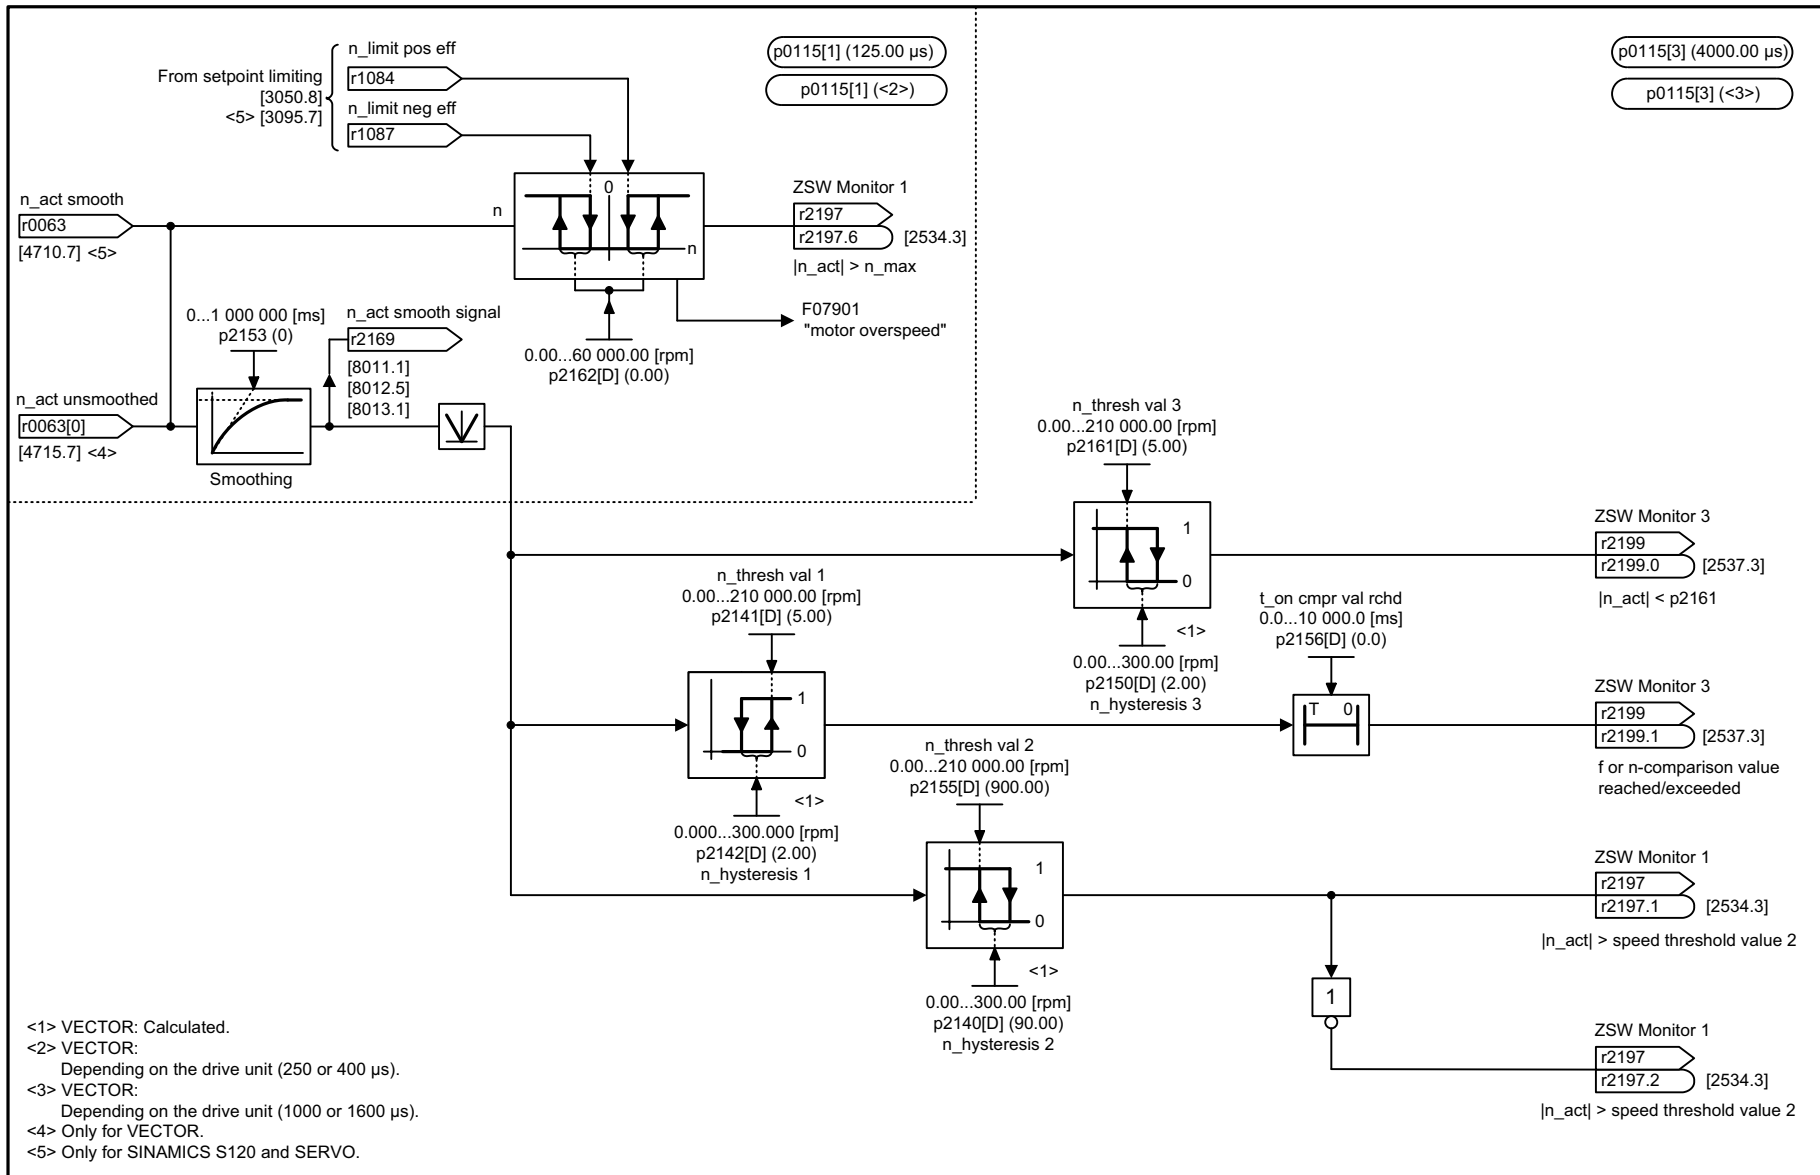 n_limit pos eff
From setpoint limiting
[3050.8]
<5> [3095.7]
r1084
n_limit neg eff
r1087
p0115[1] (125.00 µs)
p0115[1] (<2>)
p0115[3] (4000.00 µs)
p0115[3] (<3>)
n_act smooth
r0063
[4710.7] <5>
n
0
n
ZSW Monitor 1
r2197
r2197.6
[2534.3]
|n_act| > n_max
F07901
"motor overspeed"
0.00...60 000.00 [rpm]
p2162[D] (0.00)
0...1 000 000 [ms]
p2153 (0)
n_act smooth signal
r2169
[8011.1]
[8012.5]
[8013.1]
n_act unsmoothed
r0063[0]
[4715.7] <4>
Smoothing
n_thresh val 3
0.00...210 000.00 [rpm]
p2161[D] (5.00)
1
0
<1>
0.00...300.00 [rpm]
p2150[D] (2.00)
n_hysteresis 3
ZSW Monitor 3
r2199
r2199.0
[2537.3]
|n_act| < p2161
n_thresh val 1
0.00...210 000.00 [rpm]
p2141[D] (5.00)
1
0
<1>
0.000...300.000 [rpm]
p2142[D] (2.00)
n_hysteresis 1
t_on cmpr val rchd
0.0...10 000.0 [ms]
p2156[D] (0.0)
T 0
ZSW Monitor 3
r2199
r2199.1
[2537.3]
f or n-comparison value
reached/exceeded
n_thresh val 2
0.00...210 000.00 [rpm]
p2155[D] (900.00)
1
0
<1>
0.00...300.00 [rpm]
p2140[D] (90.00)
n_hysteresis 2
ZSW Monitor 1
r2197
r2197.1
[2534.3]
|n_act| > speed threshold value 2
1
ZSW Monitor 1
r2197
r2197.2
[2534.3]
|n_act| > speed threshold value 2
<1> VECTOR: Calculated.
<2> VECTOR:
Depending on the drive unit (250 or 400 µs).
<3> VECTOR:
Depending on the drive unit (1000 or 1600 µs).
<4> Only for VECTOR.
<5> Only for SINAMICS S120 and SERVO.